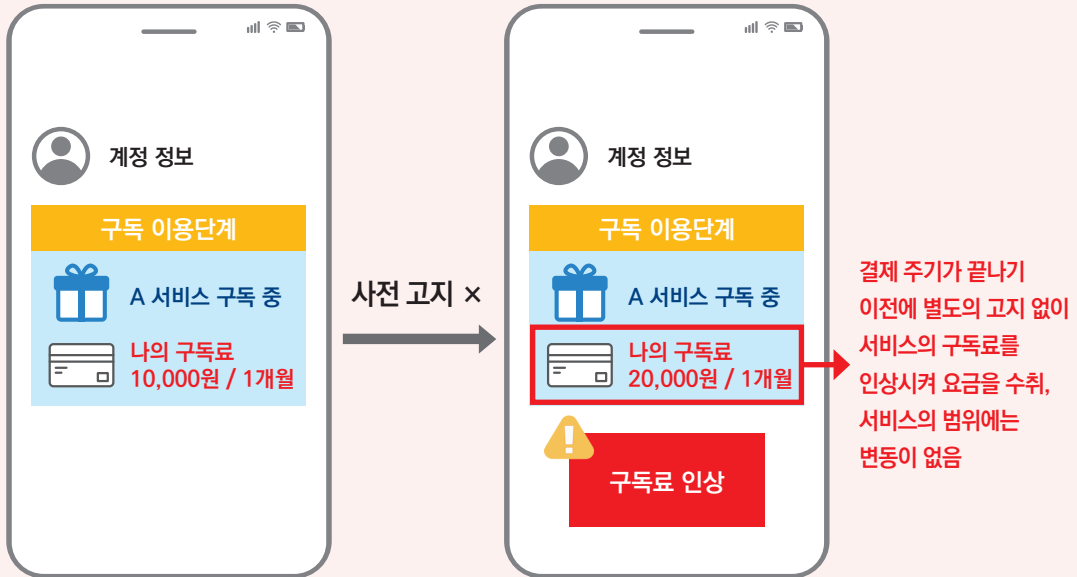 계정 정보
구독 이용단계
A 서비스 구독 중
나의 구독료
10,000원 / 1개월
사전 고지 ×
계정 정보
구독 이용단계
A 서비스 구독 중
나의 구독료
20,000원 / 1개월
구독료 인상
결제 주기가 끝나기
이전에 별도의 고지 없이
서비스의 구독료를
인상시켜 요금을 수취,
서비스의 범위에는
변동이 없음